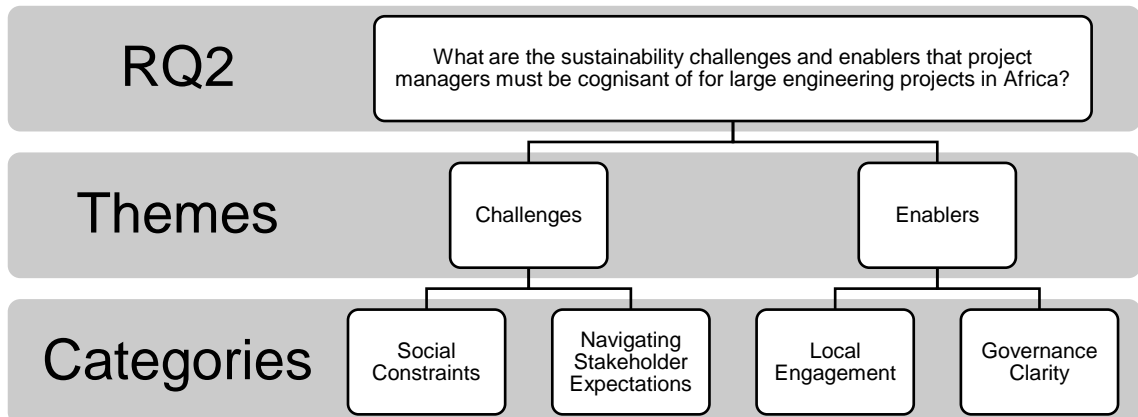 RQ2
What are the sustainability challenges and enablers that project
managers must be cognisant of for large engineering projects in Africa?
Themes
Challenges
Enablers
Categories
Social
Constraints
Navigating
Stakeholder
Expectations
Local
Engagement
Governance
Clarity